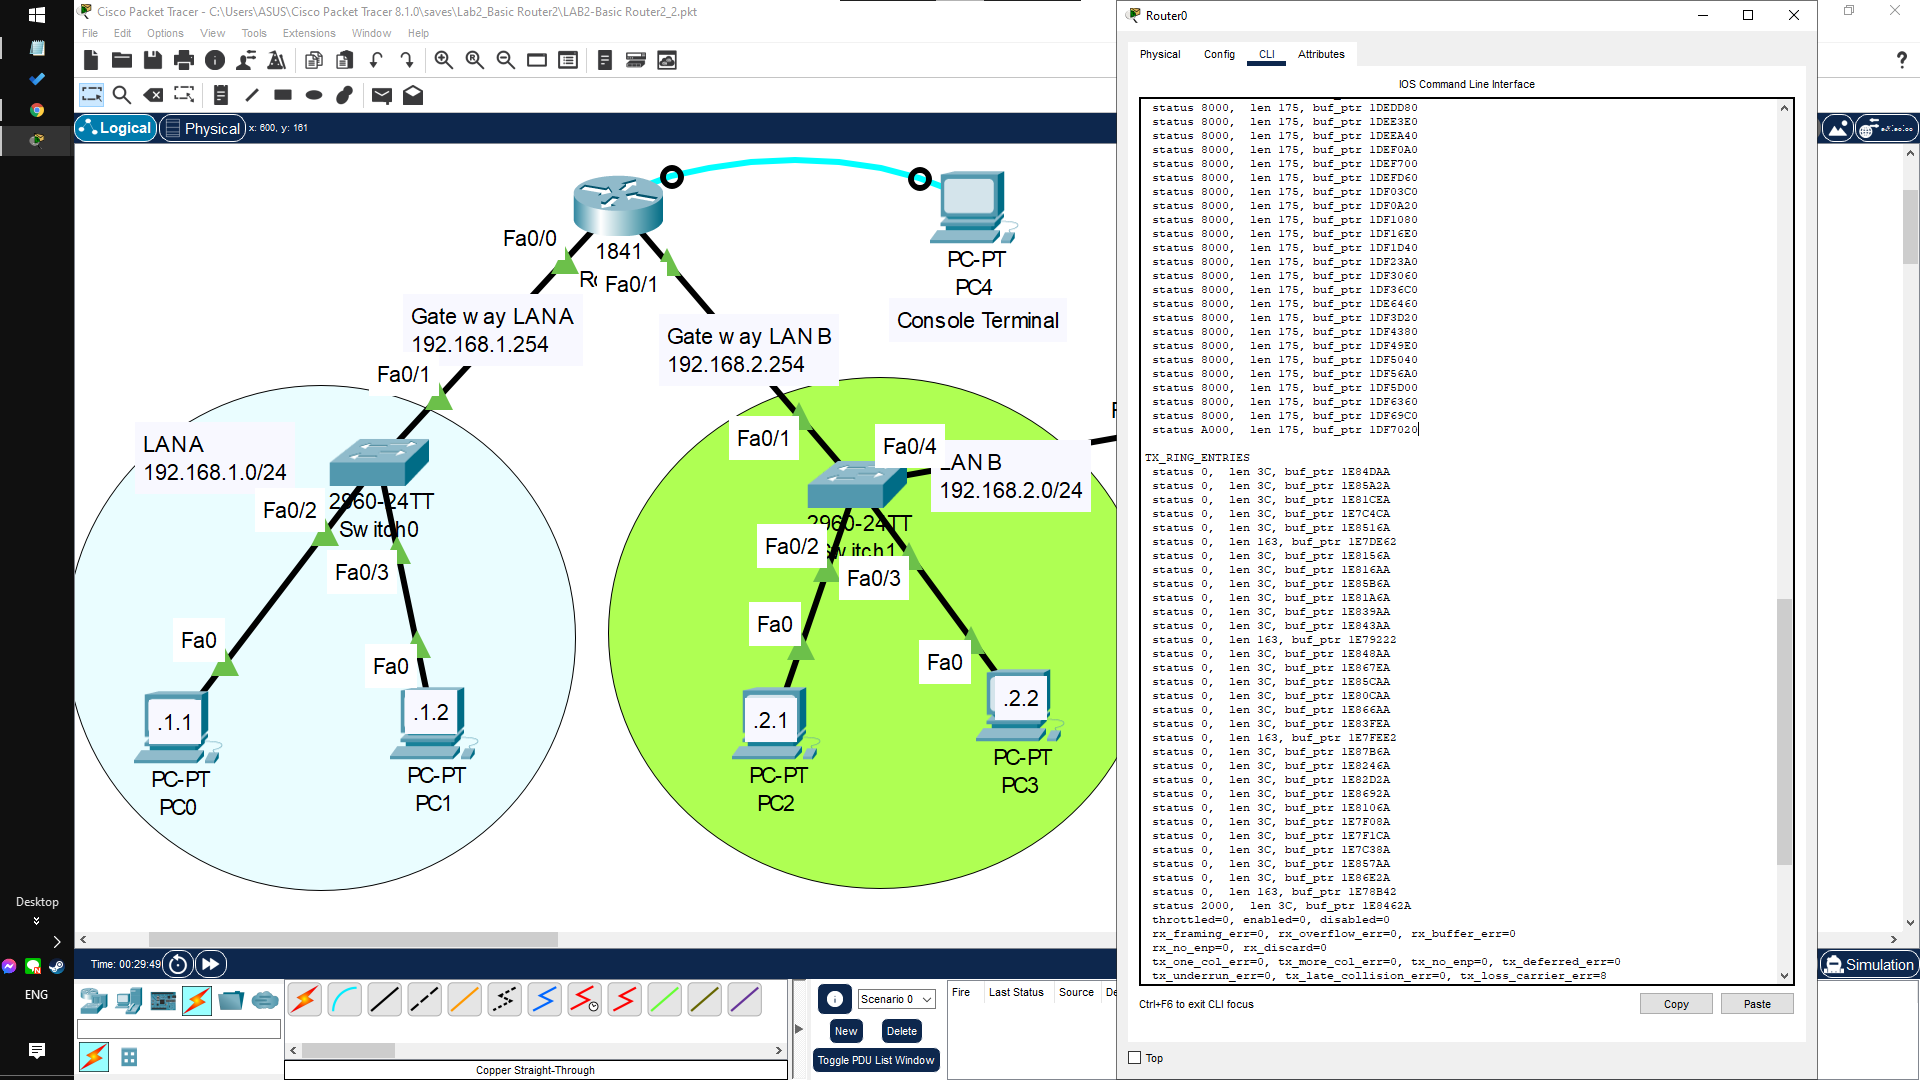 Cisco Packet Tracer - C:\Users\ASUS\Cisco Packet Tracer 8.1.0\saves\Lab2_Basic Router2\LAB2-Basic Router2_2.pkt
File Edit Options View Tools Extensions Window Help
Logical Physical x: 600, y: 161
1841
Fa0/0
Fa0/1
PC-PT
PC4
Console Terminal
Gate w ay LAN A
192.168.1.254
Gate w ay LAN B
192.168.2.254
Fa0/1
LAN A
192.168.1.0/24
Fa0/2
2960-24TT
Sw itch0
Fa0/3
Fa0
Fa0
.1.1
PC-PT
PC0
.1.2
PC-PT
PC1
Fa0/1
Fa0/4
LAN B
192.168.2.0/24
2960-24TT
Sw itch1
Fa0/2
Fa0/3
Fa0
Fa0
.2.1
PC-PT
PC2
.2.2
PC-PT
PC3
Desktop
ENG
Time: 00:29:49
Simulation
Scenario 0
New
Delete
Toggle PDU List Window
Fire Last Status Source De
Copper Straight-Through
Router0
Physical Config CLI Attributes
IOS Command Line Interface
status 8000, len 175, buf_ptr 1DEDD80
status 8000, len 175, buf_ptr 1DEE3E0
status 8000, len 175, buf_ptr 1DEEA40
status 8000, len 175, buf_ptr 1DEF0A0
status 8000, len 175, buf_ptr 1DEF700
status 8000, len 175, buf_ptr 1DEFD60
status 8000, len 175, buf_ptr 1DF03C0
status 8000, len 175, buf_ptr 1DF0A20
status 8000, len 175, buf_ptr 1DF1080
status 8000, len 175, buf_ptr 1DF16E0
status 8000, len 175, buf_ptr 1DF1D40
status 8000, len 175, buf_ptr 1DF23A0
status 8000, len 175, buf_ptr 1DF3060
status 8000, len 175, buf_ptr 1DF36C0
status 8000, len 175, buf_ptr 1DE6460
status 8000, len 175, buf_ptr 1DF3D20
status 8000, len 175, buf_ptr 1DF4380
status 8000, len 175, buf_ptr 1DF49E0
status 8000, len 175, buf_ptr 1DF5040
status 8000, len 175, buf_ptr 1DF56A0
status 8000, len 175, buf_ptr 1DF5D00
status 8000, len 175, buf_ptr 1DF6360
status 8000, len 175, buf_ptr 1DF69C0
status A000, len 175, buf_ptr 1DF7020
TX_RING_ENTRIES
status 0, len 3C, buf_ptr 1E84DAA
status 0, len 3C, buf_ptr 1E85A2A
status 0, len 3C, buf_ptr 1E81CEA
status 0, len 3C, buf_ptr 1E7C4CA
status 0, len 3C, buf_ptr 1E8516A
status 0, len 163, buf_ptr 1E7DE62
status 0, len 3C, buf_ptr 1E8156A
status 0, len 3C, buf_ptr 1E816AA
status 0, len 3C, buf_ptr 1E85B6A
status 0, len 3C, buf_ptr 1E81A6A
status 0, len 3C, buf_ptr 1E839AA
status 0, len 3C, buf_ptr 1E843AA
status 0, len 163, buf_ptr 1E79222
status 0, len 3C, buf_ptr 1E848AA
status 0, len 3C, buf_ptr 1E867EA
status 0, len 3C, buf_ptr 1E85CAA
status 0, len 3C, buf_ptr 1E80CAA
status 0, len 3C, buf_ptr 1E866AA
status 0, len 3C, buf_ptr 1E83FEA
status 0, len 163, buf_ptr 1E7FEE2
status 0, len 3C, buf_ptr 1E87B6A
status 0, len 3C, buf_ptr 1E8246A
status 0, len 3C, buf_ptr 1E82D2A
status 0, len 3C, buf_ptr 1E8692A
status 0, len 3C, buf_ptr 1E8106A
status 0, len 3C, buf_ptr 1E7F08A
status 0, len 3C, buf_ptr 1E7F1CA
status 0, len 3C, buf_ptr 1E7C38A
status 0, len 3C, buf_ptr 1E857AA
status 0, len 3C, buf_ptr 1E86E2A
status 0, len 163, buf_ptr 1E78B42
status 2000, len 3C, buf_ptr 1E8462A
throttled=0, enabled=0, disabled=0
rx_framing_err=0, rx_overflow_err=0, rx_buffer_err=0
rx_no_enp=0, rx_discard=0
tx_one_col_err=0, tx_more_col_err=0, tx_no_enp=0, tx_deferred_err=0
tx_underrun_err=0, tx_late_collision_err=0, tx_loss_carrier_err=8
Ctrl+F6 to exit CLI focus
Copy
Paste
Top